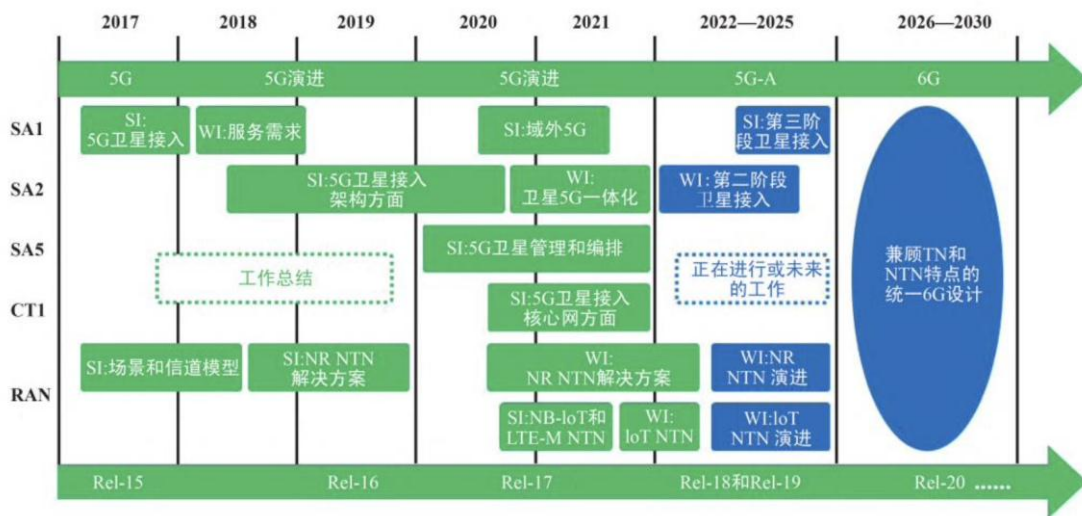 2017 2018 2019 2020 2021 2022—2025 2026—2030
5G 5G演进 5G演进 5G-A 6G
SA1
SI:
5G卫星接入
WI:服务需求
SI:域外5G
SI:第三阶
段卫星接入
SA2
SI:5G卫星接入
架构方面
WI:
卫星5G一体化
WI:第二阶段
卫星接入
SA5
SI:5G卫星管理和编排
工作总结
正在进行或未来
的工作
兼顾TN和
NTN特点的
统一6G设计
CT1
SI:5G卫星接入
核心网方面
RAN
SI:场景和信道模型
SI:NR NTN
解决方案
WI:
NR NTN解决方案
WI:NR
NTN 演进
SI:NB-IoT和
LTE-M NTN
WI:
IoT NTN
WI:IoT
NTN 演进
Rel-15 Rel-16 Rel-17 Rel-18和Rel-19 Rel-20 ……